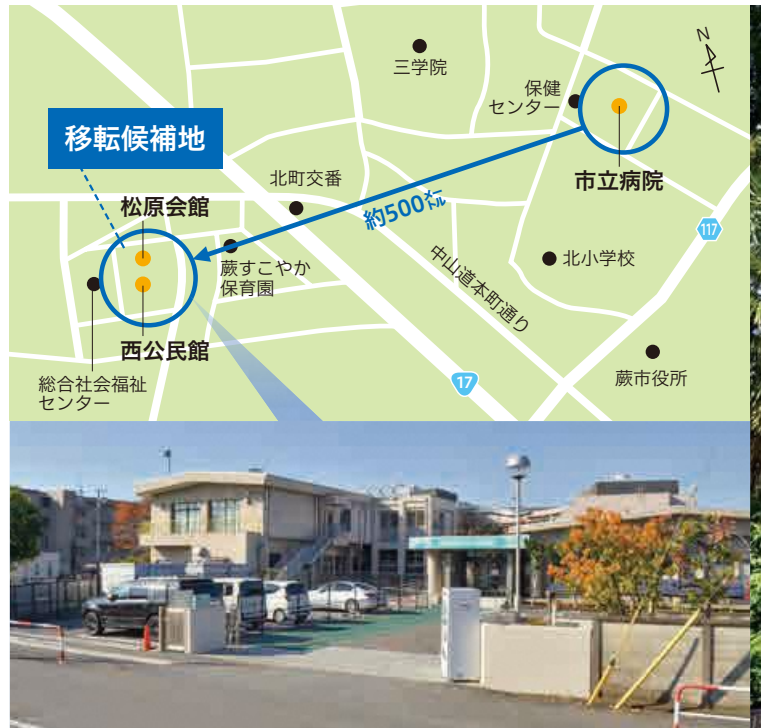 N
三学院
保健
センター
移転候補地
市立病院
北町交番
松原会館
約500㍍
117
蕨すこやか
保育園
北小学校
中山道本町通り
西公民館
総合社会福祉
センター
17
蕨市役所